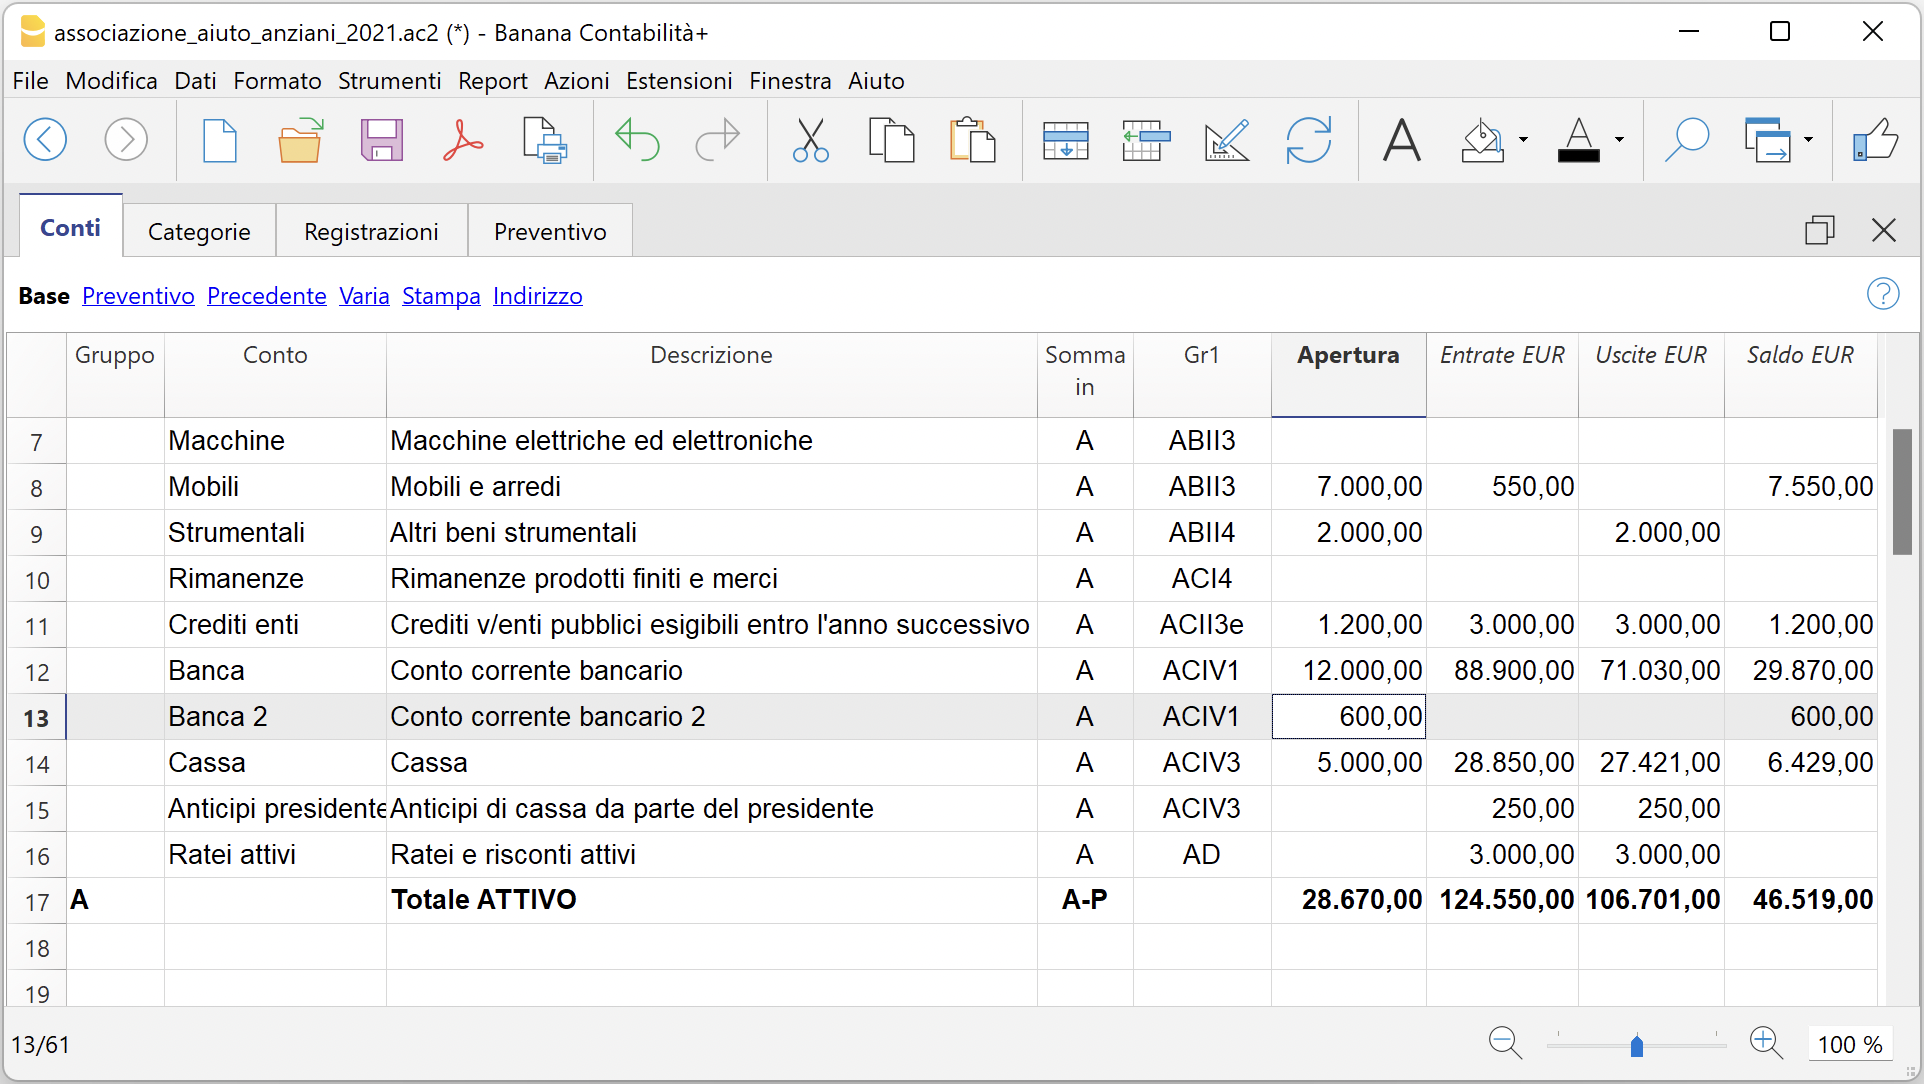 associazione_aiuto_anziani_2021.ac2 (*) - Banana Contabilità+
File Modifica Dati Formato Strumenti Report Azioni Estensioni Finestra Aiuto
Conti Categorie Registrazioni Preventivo
Base Preventivo Precedente Varia Stampa Indirizzo
Gruppo Conto Descrizione Somma in Gr1 Apertura Entrate EUR Uscite EUR Saldo EUR
7 Macchine Macchine elettriche ed elettroniche A ABII3
8 Mobili Mobili e arredi A ABII3 7.000,00 550,00 7.550,00
9 Strumentali Altri beni strumentali A ABII4 2.000,00 2.000,00
10 Rimanenze Rimanenze prodotti finiti e merci A ACI4
11 Crediti enti Crediti v/enti pubblici esigibili entro l'anno successivo A ACII3e 1.200,00 3.000,00 3.000,00 1.200,00
12 Banca Conto corrente bancario A ACIV1 12.000,00 88.900,00 71.030,00 29.870,00
13 Banca 2 Conto corrente bancario 2 A ACIV1 600,00 600,00
14 Cassa Cassa A ACIV3 5.000,00 28.850,00 27.421,00 6.429,00
15 Anticipi presidente Anticipi di cassa da parte del presidente A ACIV3 250,00 250,00
16 Ratei attivi Ratei e risconti attivi A AD 3.000,00 3.000,00
17 A Totale ATTIVO A-P 28.670,00 124.550,00 106.701,00 46.519,00
18
19
13/61 100 %